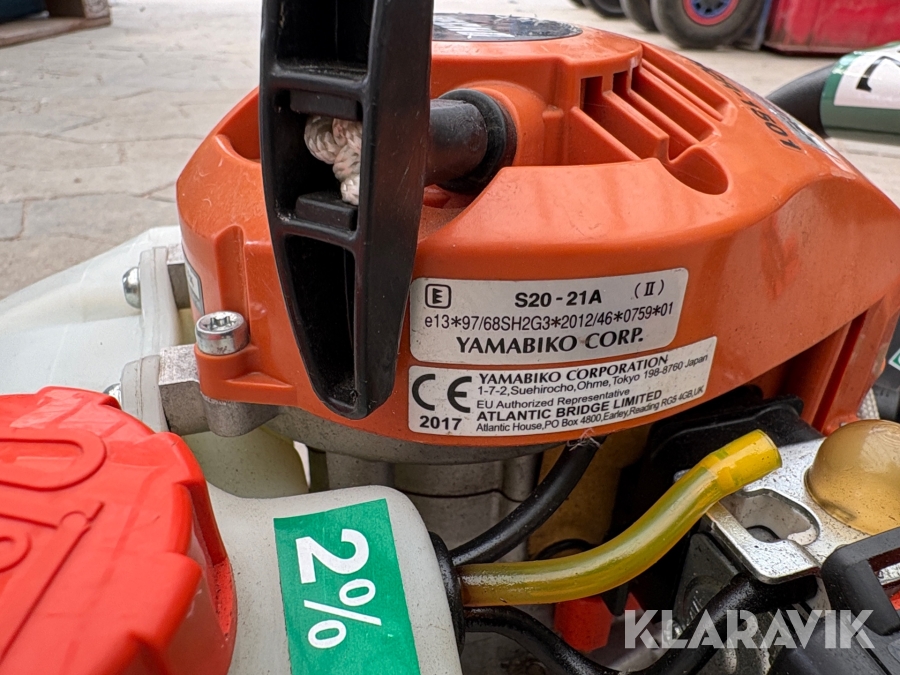 E S20-21A (II)
e13*97/68SH2G3*2012/46*0759*01
YAMABIKO CORP.
CE YAMABIKO CORPORATION
1-7-2, Suehirocho, Ohme, Tokyo 198-8760 Japan
EU Authorized Representative
2017 ATLANTIC BRIDGE LIMITED
Atlantic House, PO Box 4800, Earley, Reading RG5 4GB, UK
2%
KLARAVIK